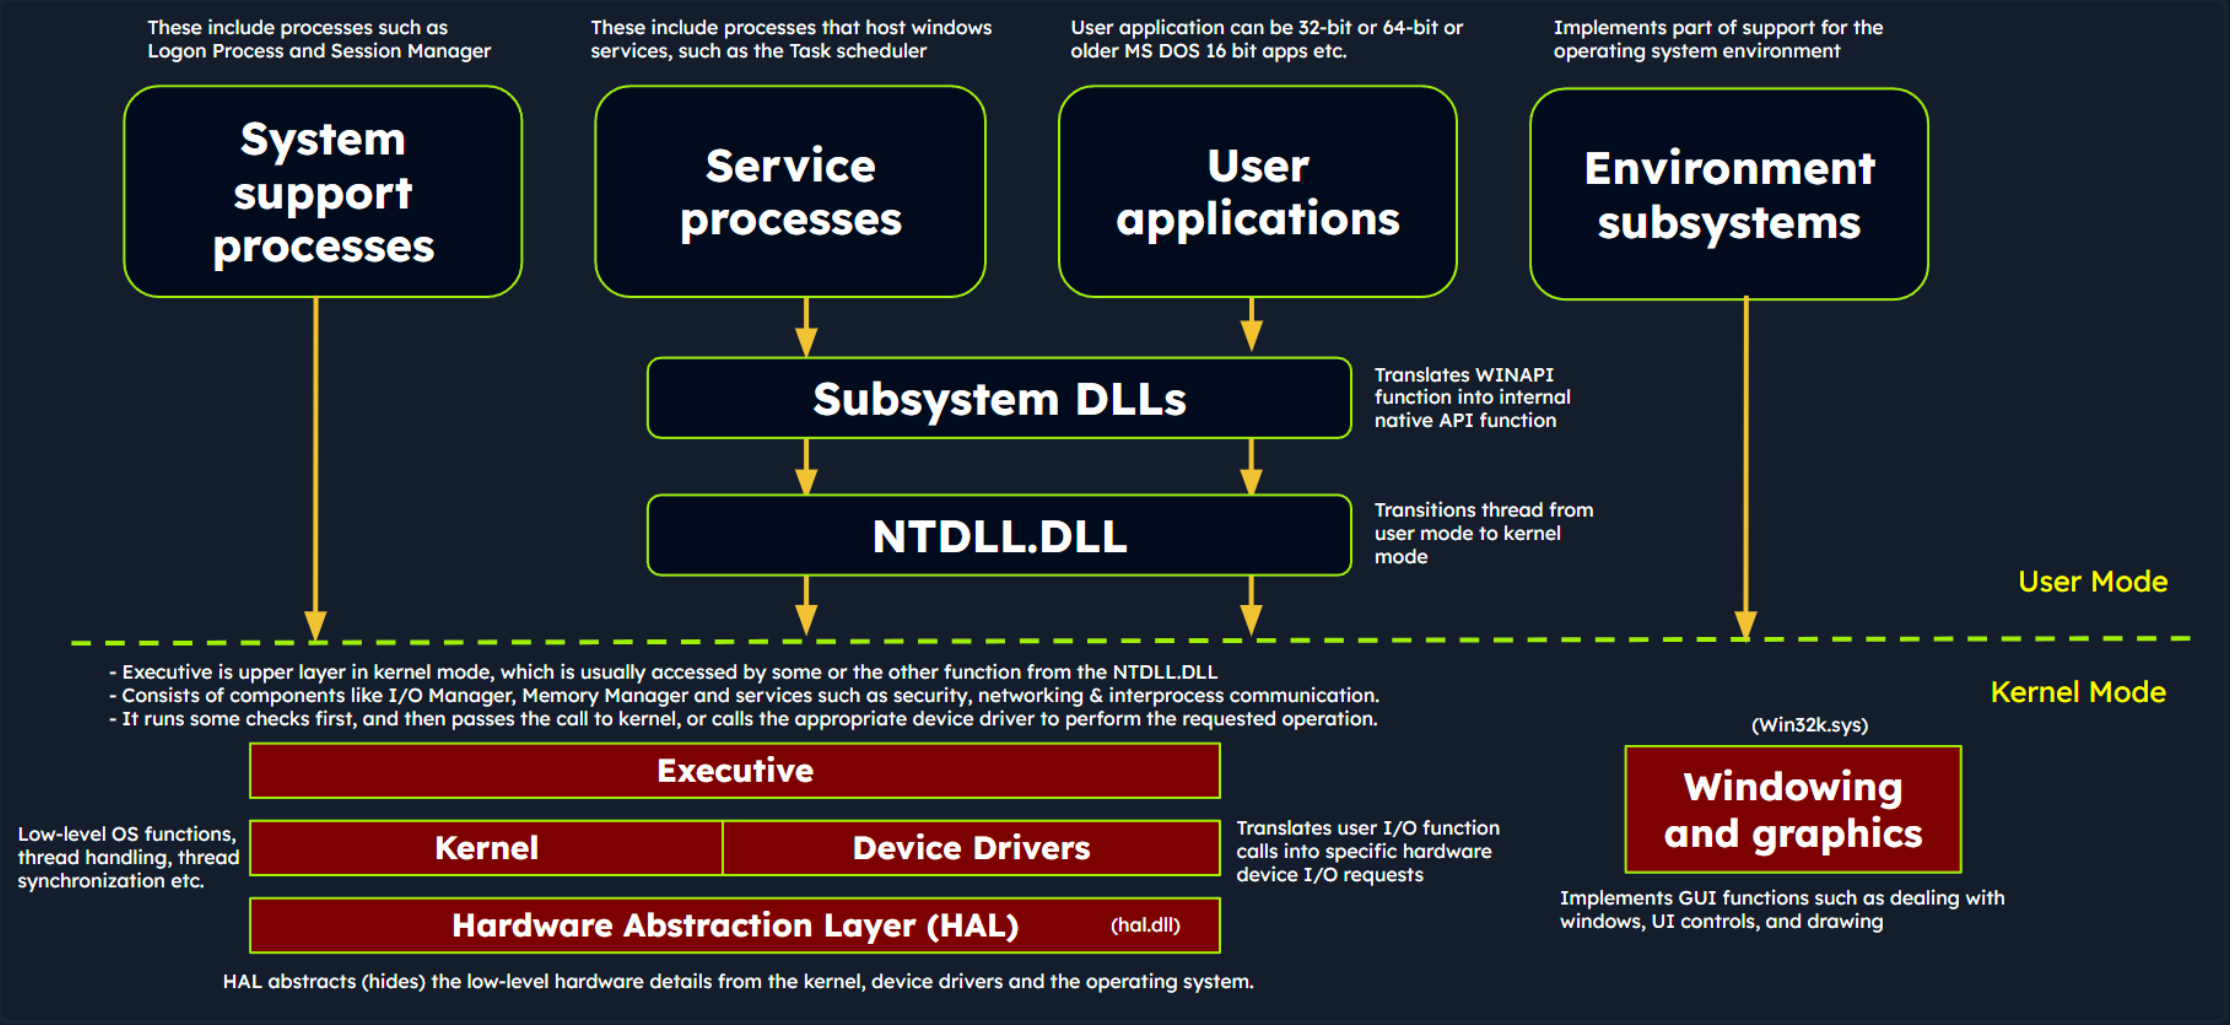 These include processes such as
Logon Process and Session Manager
These include processes that host windows
services, such as the Task scheduler
User application can be 32-bit or 64-bit or
older MS DOS 16 bit apps etc.
Implements part of support for the
operating system environment
System
support
processes
Service
processes
User
applications
Environment
subsystems
Subsystem DLLs
Translates WINAPI
function into internal
native API function
NTDLL.DLL
Transitions thread from
user mode to kernel
mode
User Mode
- Executive is upper layer in kernel mode, which is usually accessed by some or the other function from the NTDLL.DLL
- Consists of components like I/O Manager, Memory Manager and services such as security, networking & interprocess communication.
- It runs some checks first, and then passes the call to kernel, or calls the appropriate device driver to perform the requested operation.
Kernel Mode
(Win32k.sys)
Executive
Windowing
and graphics
Low-level OS functions,
thread handling, thread
synchronization etc.
Kernel
Device Drivers
Translates user I/O function
calls into specific hardware
device I/O requests
Implements GUI functions such as dealing with
windows, UI controls, and drawing
Hardware Abstraction Layer (HAL)
(hal.dll)
HAL abstracts (hides) the low-level hardware details from the kernel, device drivers and the operating system.